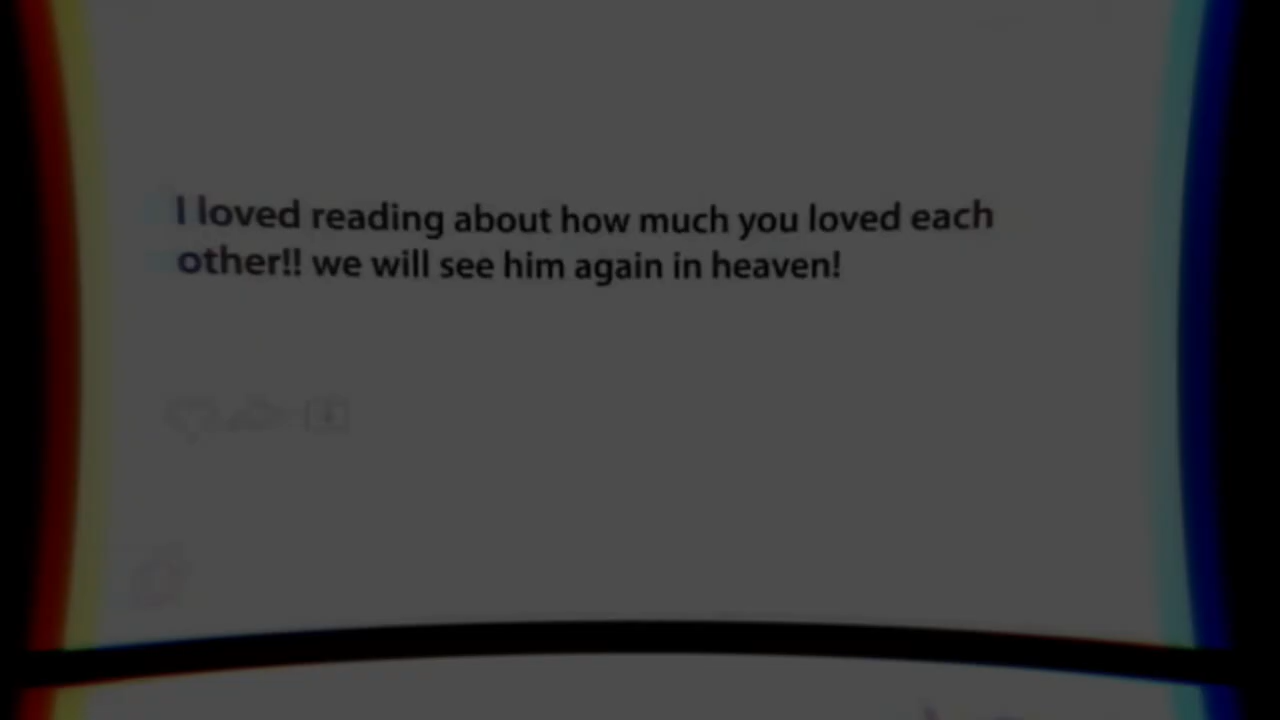 I loved reading about how much you loved each
other!! we will see him again in heaven!